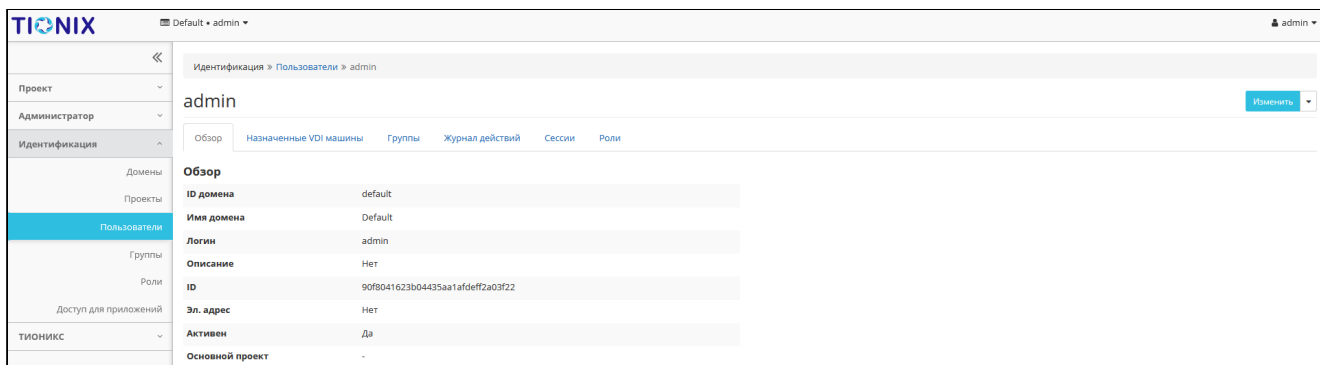 TIONIX
Default • admin
admin
Идентификация » Пользователи » admin
Проект
Администратор
Идентификация
Домены
Проекты
Пользователи
Группы
Роли
Доступ для приложений
ТИОНИКС
admin
Изменить
Обзор Назначенные VDI машины Группы Журнал действий Сессии Роли
Обзор
ID домена default
Имя домена Default
Логин admin
Описание Нет
ID 90f8041623b04435aa1afdeff2a03f22
Эл. адрес Нет
Активен Да
Основной проект -